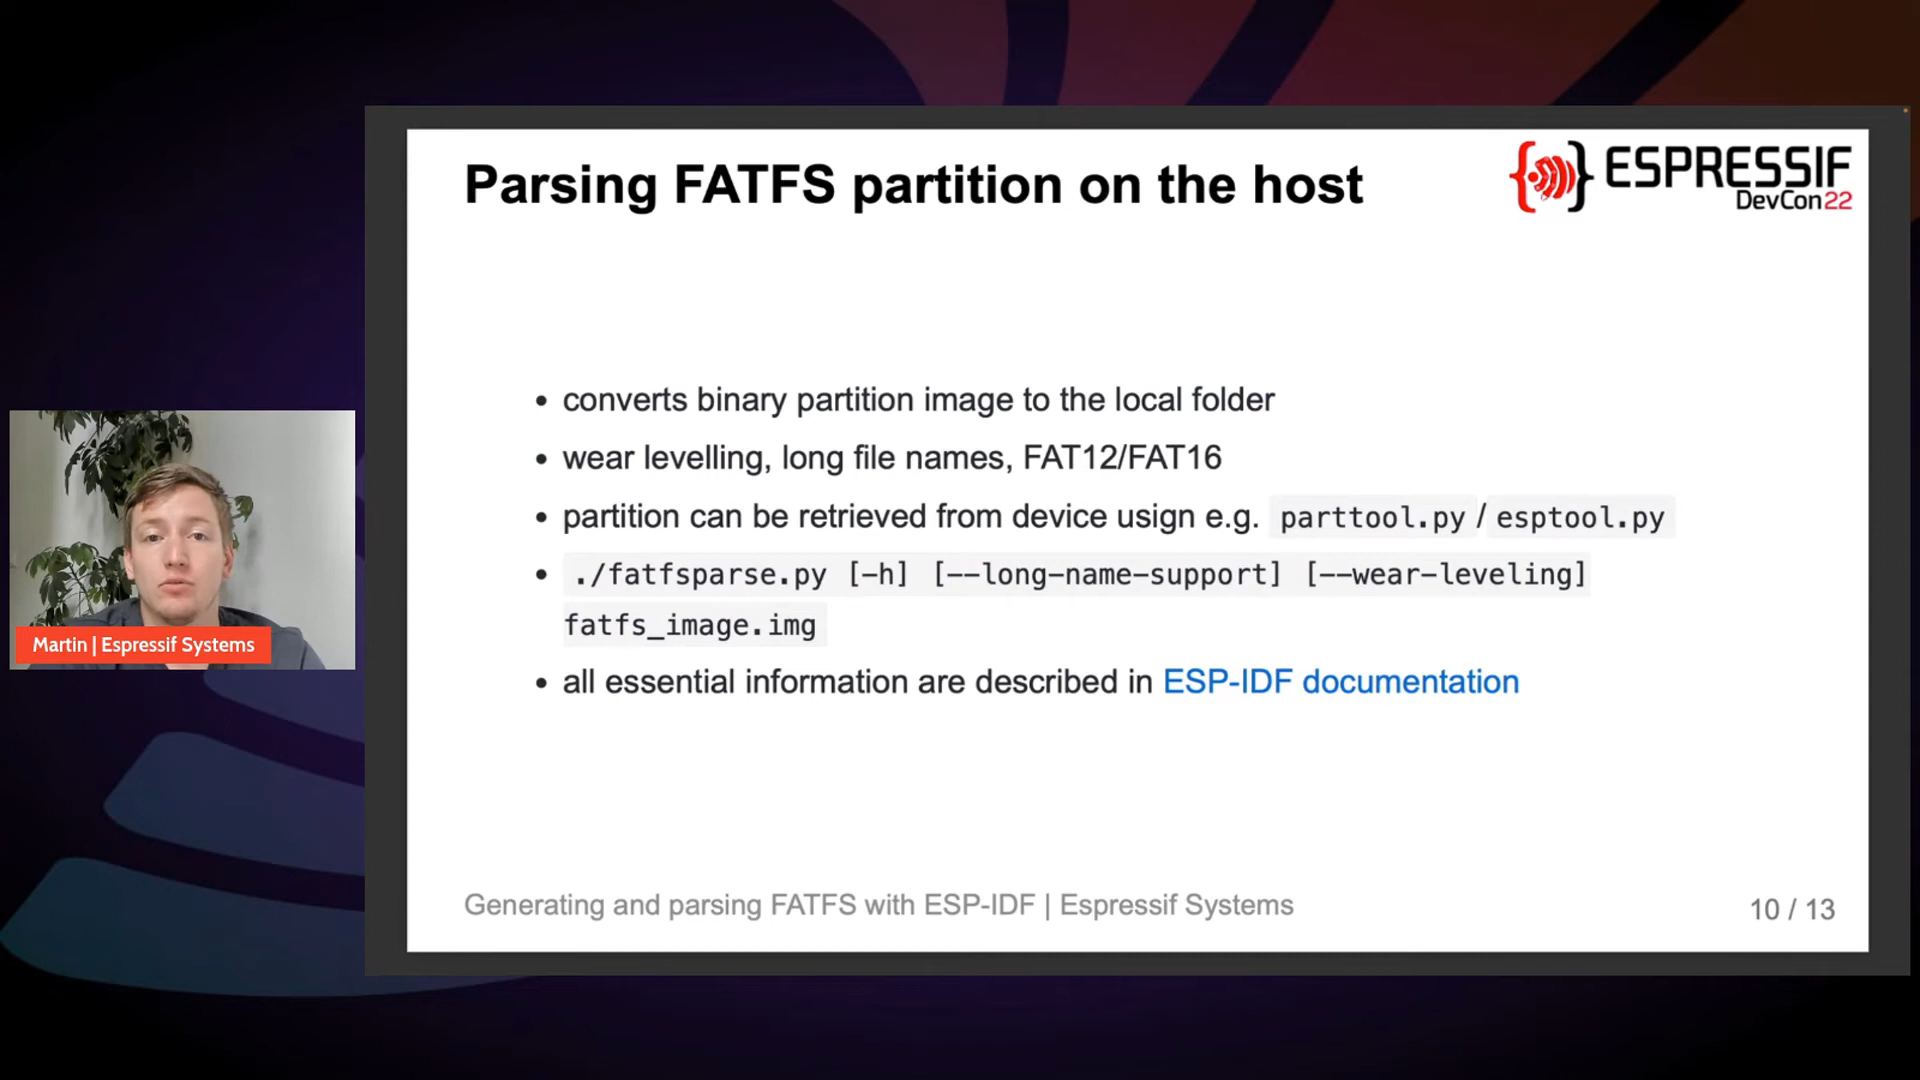 Parsing FATFS partition on the host
ESPRESSIF
DevCon22
• converts binary partition image to the local folder
• wear levelling, long file names, FAT12/FAT16
• partition can be retrieved from device usign e.g. parttool.py / esptool.py
• ./fatfsparse.py [-h] [--long-name-support] [--wear-leveling]
fatfs_image.img
• all essential information are described in ESP-IDF documentation
Martin | Espressif Systems
Generating and parsing FATFS with ESP-IDF | Espressif Systems
10 / 13